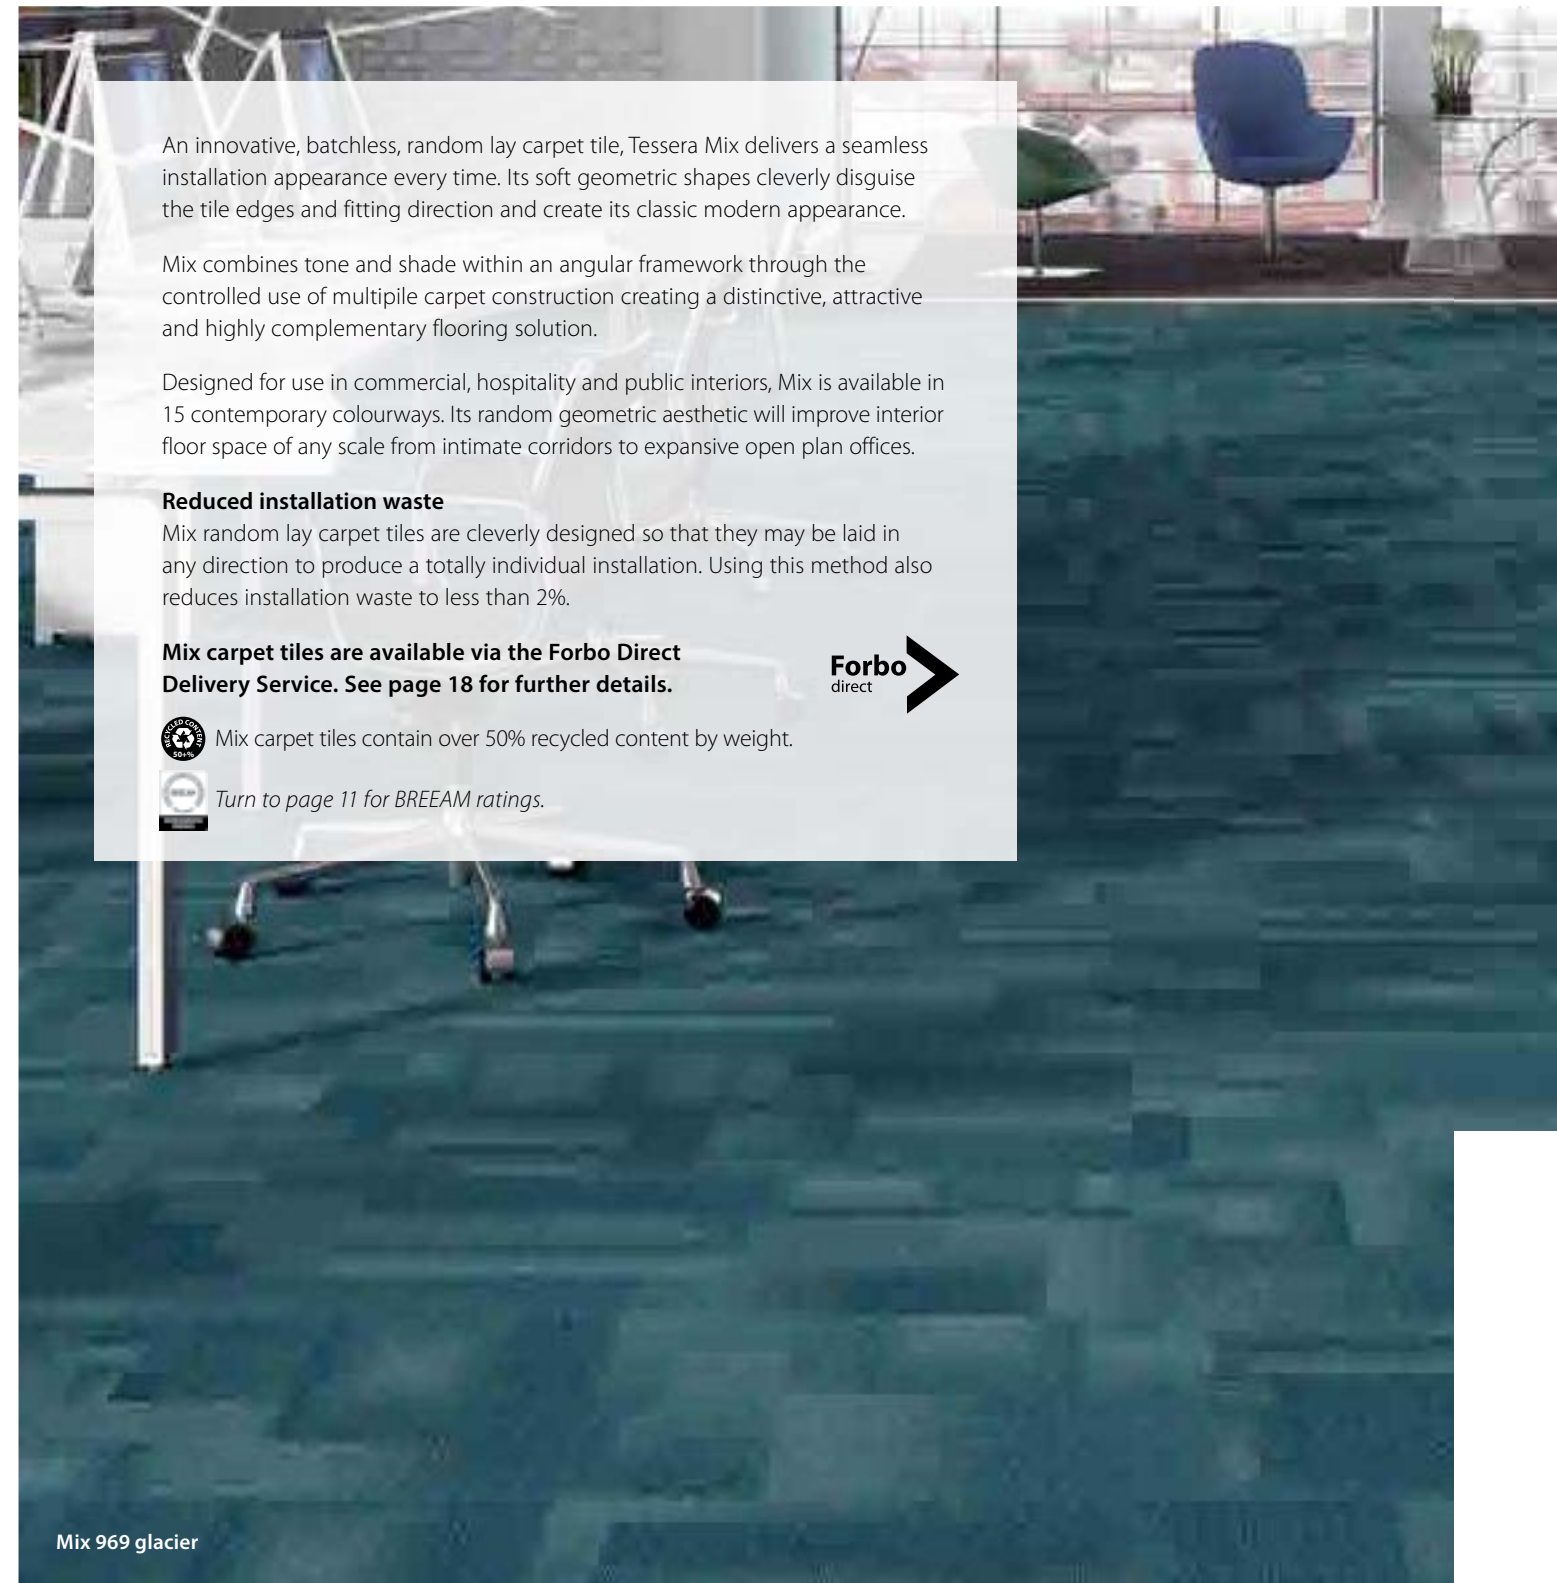 An innovative, batchless, random lay carpet tile, Tessera Mix delivers a seamless
installation appearance every time. Its soft geometric shapes cleverly disguise
the tile edges and fitting direction and create its classic modern appearance.
Mix combines tone and shade within an angular framework through the
controlled use of multipile carpet construction creating a distinctive, attractive
and highly complementary flooring solution.
Designed for use in commercial, hospitality and public interiors, Mix is available in
15 contemporary colourways. Its random geometric aesthetic will improve interior
floor space of any scale from intimate corridors to expansive open plan offices.
Reduced installation waste
Mix random lay carpet tiles are cleverly designed so that they may be laid in
any direction to produce a totally individual installation. Using this method also
reduces installation waste to less than 2%.
Mix carpet tiles are available via the Forbo Direct
Delivery Service. See page 18 for further details.
Forbo
direct
RECYCLED CONTENT
50+%
Mix carpet tiles contain over 50% recycled content by weight.
Turn to page 11 for BREEAM ratings.
Mix 969 glacier